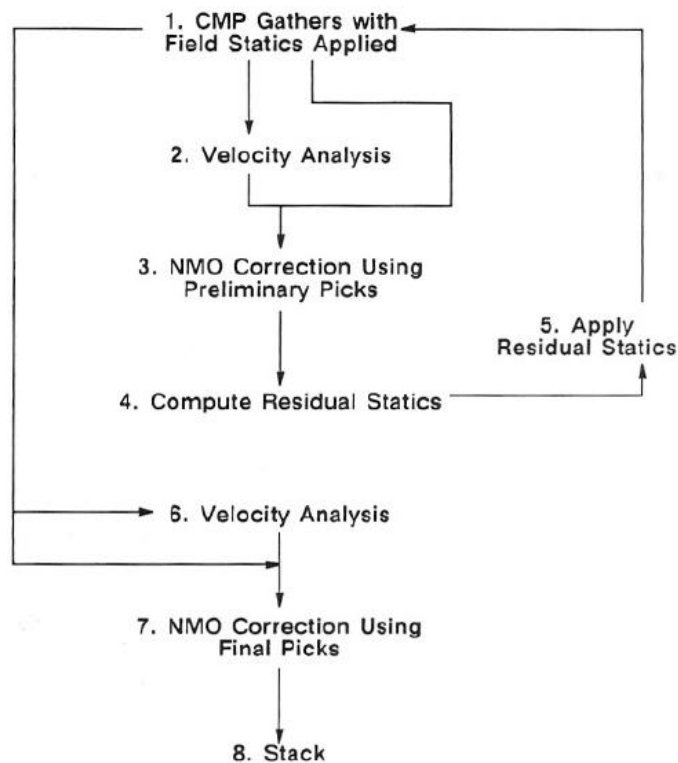 1. CMP Gathers with
Field Statics Applied
2. Velocity Analysis
3. NMO Correction Using
Preliminary Picks
5. Apply
Residual Statics
4. Compute Residual Statics
6. Velocity Analysis
7. NMO Correction Using
Final Picks
8. Stack